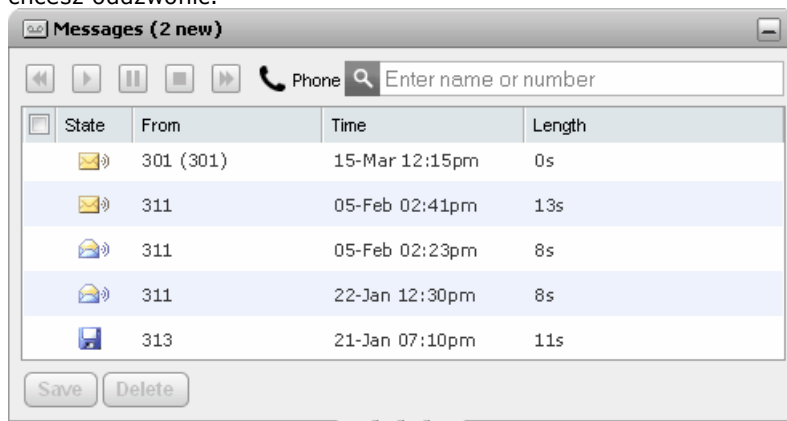 chcesz oddzwonić.
Messages (2 new)
Phone Enter name or number
State From Time Length
301 (301) 15-Mar 12:15pm 0s
311 05-Feb 02:41pm 13s
311 05-Feb 02:23pm 8s
311 22-Jan 12:30pm 8s
313 21-Jan 07:10pm 11s
Save Delete